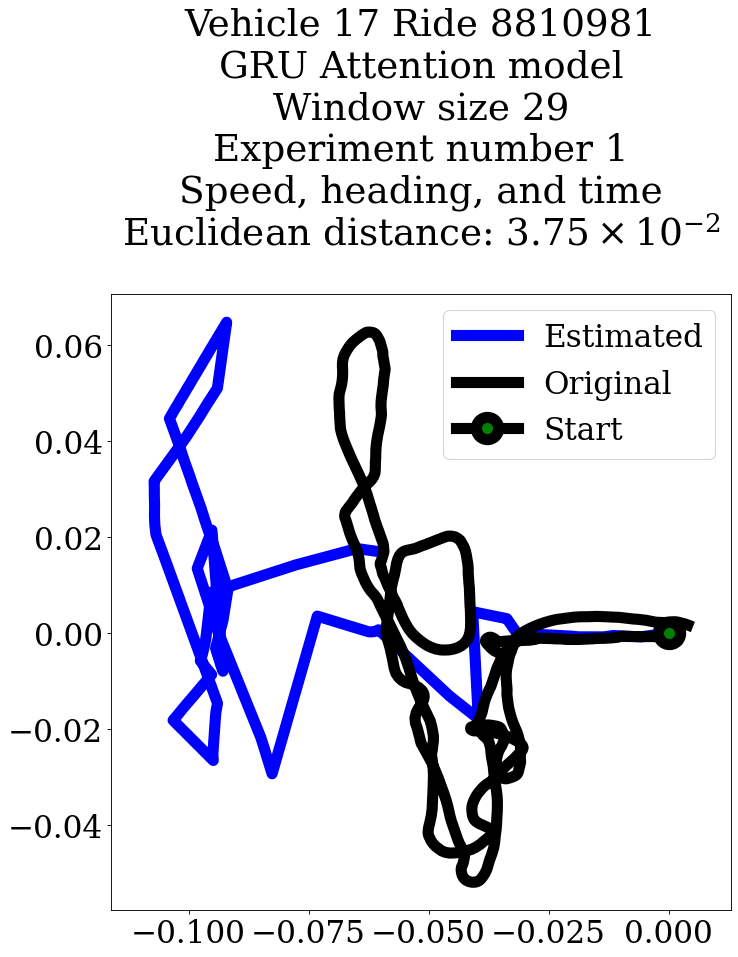 Vehicle 17 Ride 8810981
GRU Attention model
Window size 29
Experiment number 1
Speed, heading, and time
Euclidean distance: 3.75 × 10⁻²
Estimated
Original
Start
0.06
0.04
0.02
0.00
−0.02
−0.04
−0.100 −0.075 −0.050 −0.025 0.000